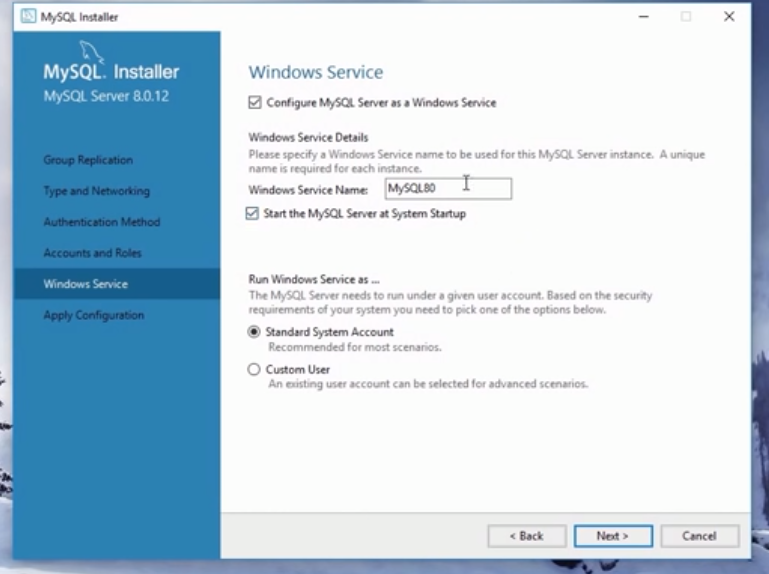 MySQL Installer
MySQL. Installer
MySQL Server 8.0.12
Group Replication
Type and Networking
Authentication Method
Accounts and Roles
Windows Service
Apply Configuration
Windows Service
Configure MySQL Server as a Windows Service
Windows Service Details
Please specify a Windows Service name to be used for this MySQL Server instance. A unique
name is required for each instance.
Windows Service Name: MySQL80
Start the MySQL Server at System Startup
Run Windows Service as ...
The MySQL Server needs to run under a given user account. Based on the security
requirements of your system you need to pick one of the options below.
Standard System Account
Recommended for most scenarios.
Custom User
An existing user account can be selected for advanced scenarios.
< Back Next > Cancel